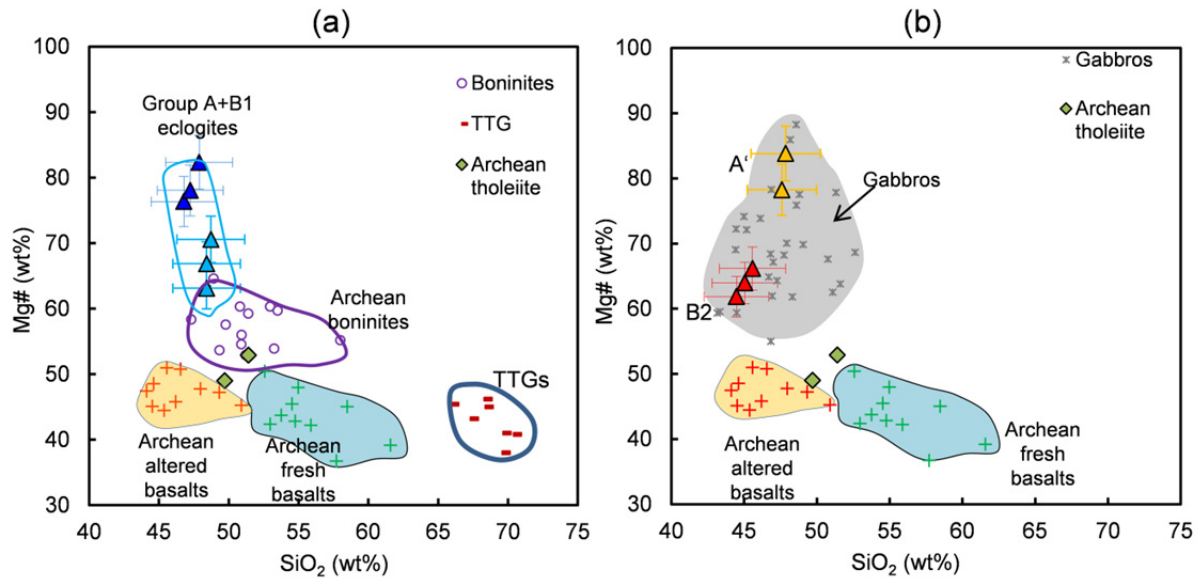 (a)
100
90
80
70
60
50
40
30
Mg# (wt%)
40
45
50
55
60
65
70
75
SiO₂ (wt%)
Group A+B1
eclogites
Boninites
TTG
Archean
tholeiite
Archean
boninites
TTGs
Archean
altered
basalts
Archean
fresh
basalts
(b)
100
90
80
70
60
50
40
30
Mg# (wt%)
40
45
50
55
60
65
70
75
SiO₂ (wt%)
Gabbros
Archean
tholeiite
A‘
Gabbros
B2
Archean
altered
basalts
Archean
fresh
basalts